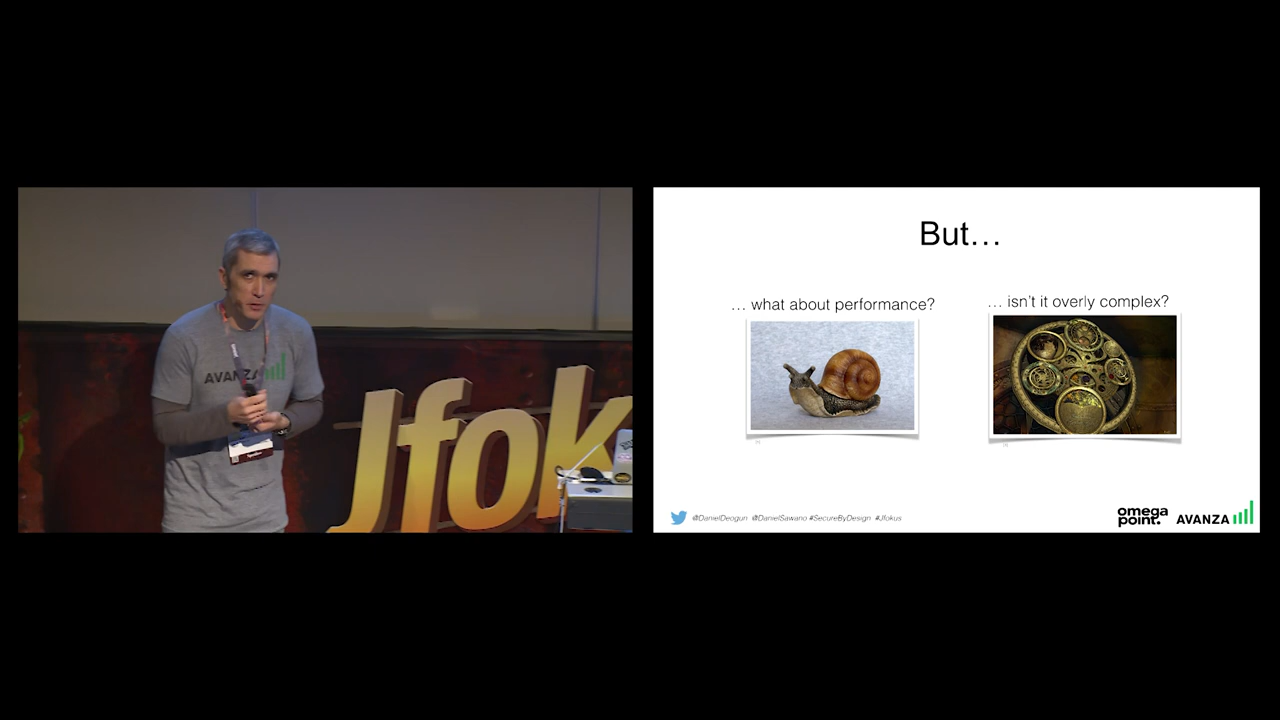 AVANZA
Jfok
But…
… what about performance?
… isn't it overly complex?
@DanielDeogun @DanielSawano #SecureByDesign #Jfokus
omega
point.
AVANZA